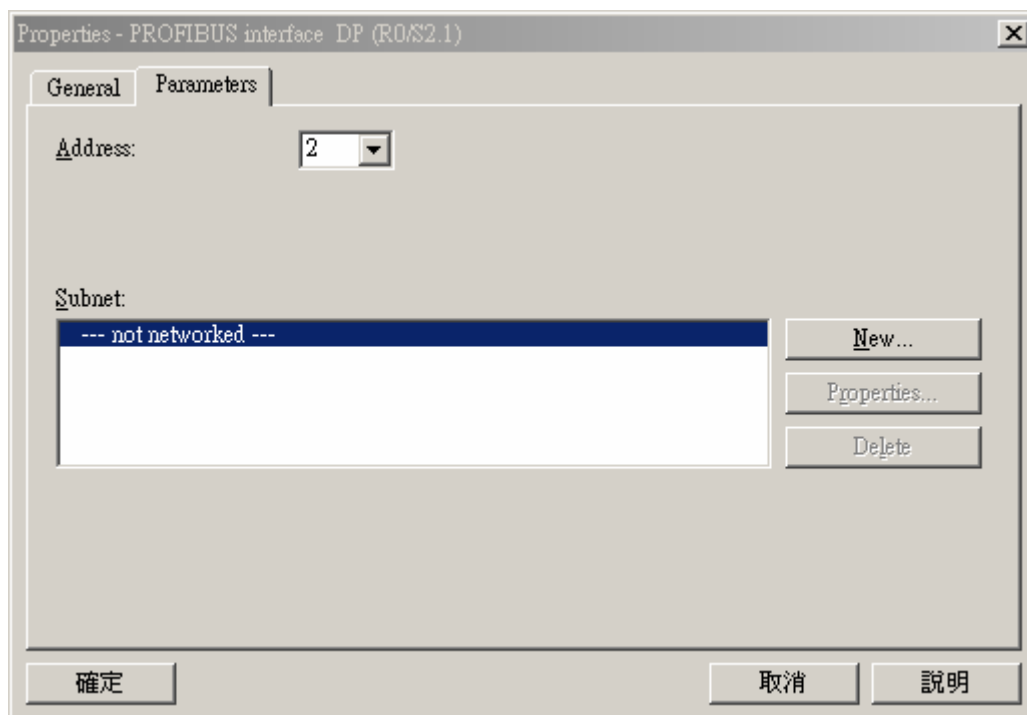 Properties - PROFIBUS interface DP (R0/S2.1)
General Parameters
Address: 2
Subnet:
--- not networked ---
New...
Properties...
Delete
確定 取消 說明